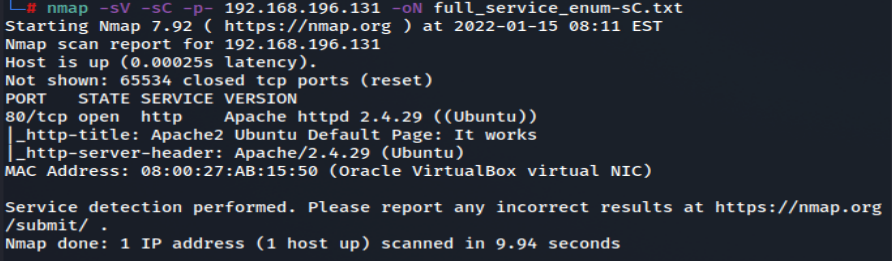 └─# nmap -sV -sC -p- 192.168.196.131 -oN full_service_enum-sC.txt
Starting Nmap 7.92 ( https://nmap.org ) at 2022-01-15 08:11 EST
Nmap scan report for 192.168.196.131
Host is up (0.00025s latency).
Not shown: 65534 closed tcp ports (reset)
PORT   STATE SERVICE VERSION
80/tcp open  http    Apache httpd 2.4.29 ((Ubuntu))
|_http-title: Apache2 Ubuntu Default Page: It works
|_http-server-header: Apache/2.4.29 (Ubuntu)
MAC Address: 08:00:27:AB:15:50 (Oracle VirtualBox virtual NIC)

Service detection performed. Please report any incorrect results at https://nmap.org
/submit/ .
Nmap done: 1 IP address (1 host up) scanned in 9.94 seconds